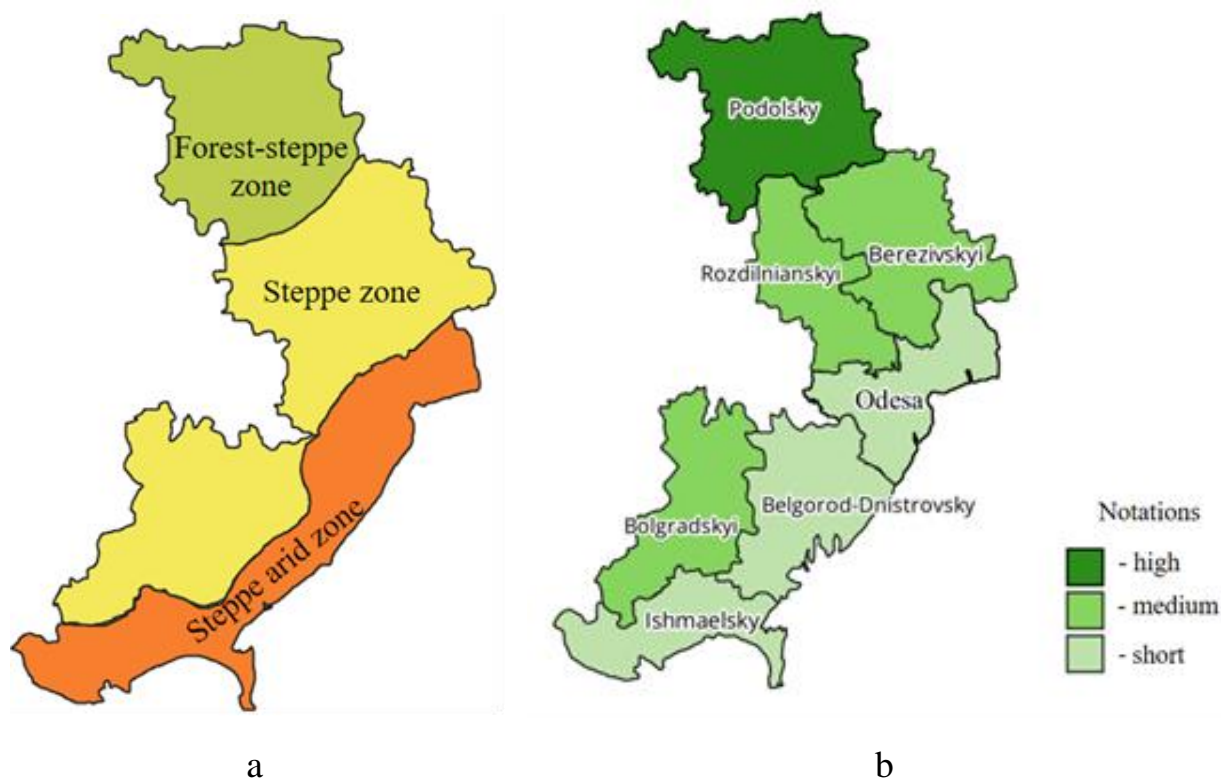 Forest-steppe
zone
Steppe zone
Steppe arid zone
Podolsky
Berezivskyi
Rozdilnianskyi
Odesa
Belgorod-Dnistrovsky
Bolgradskyi
Ishmaelsky
Notations
- high
- medium
- short
a
b